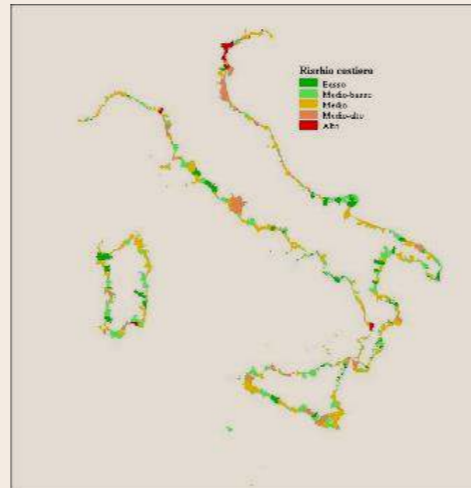 Rischio costiero
Basso
Medio-basso
Medio
Medio-alto
Alto